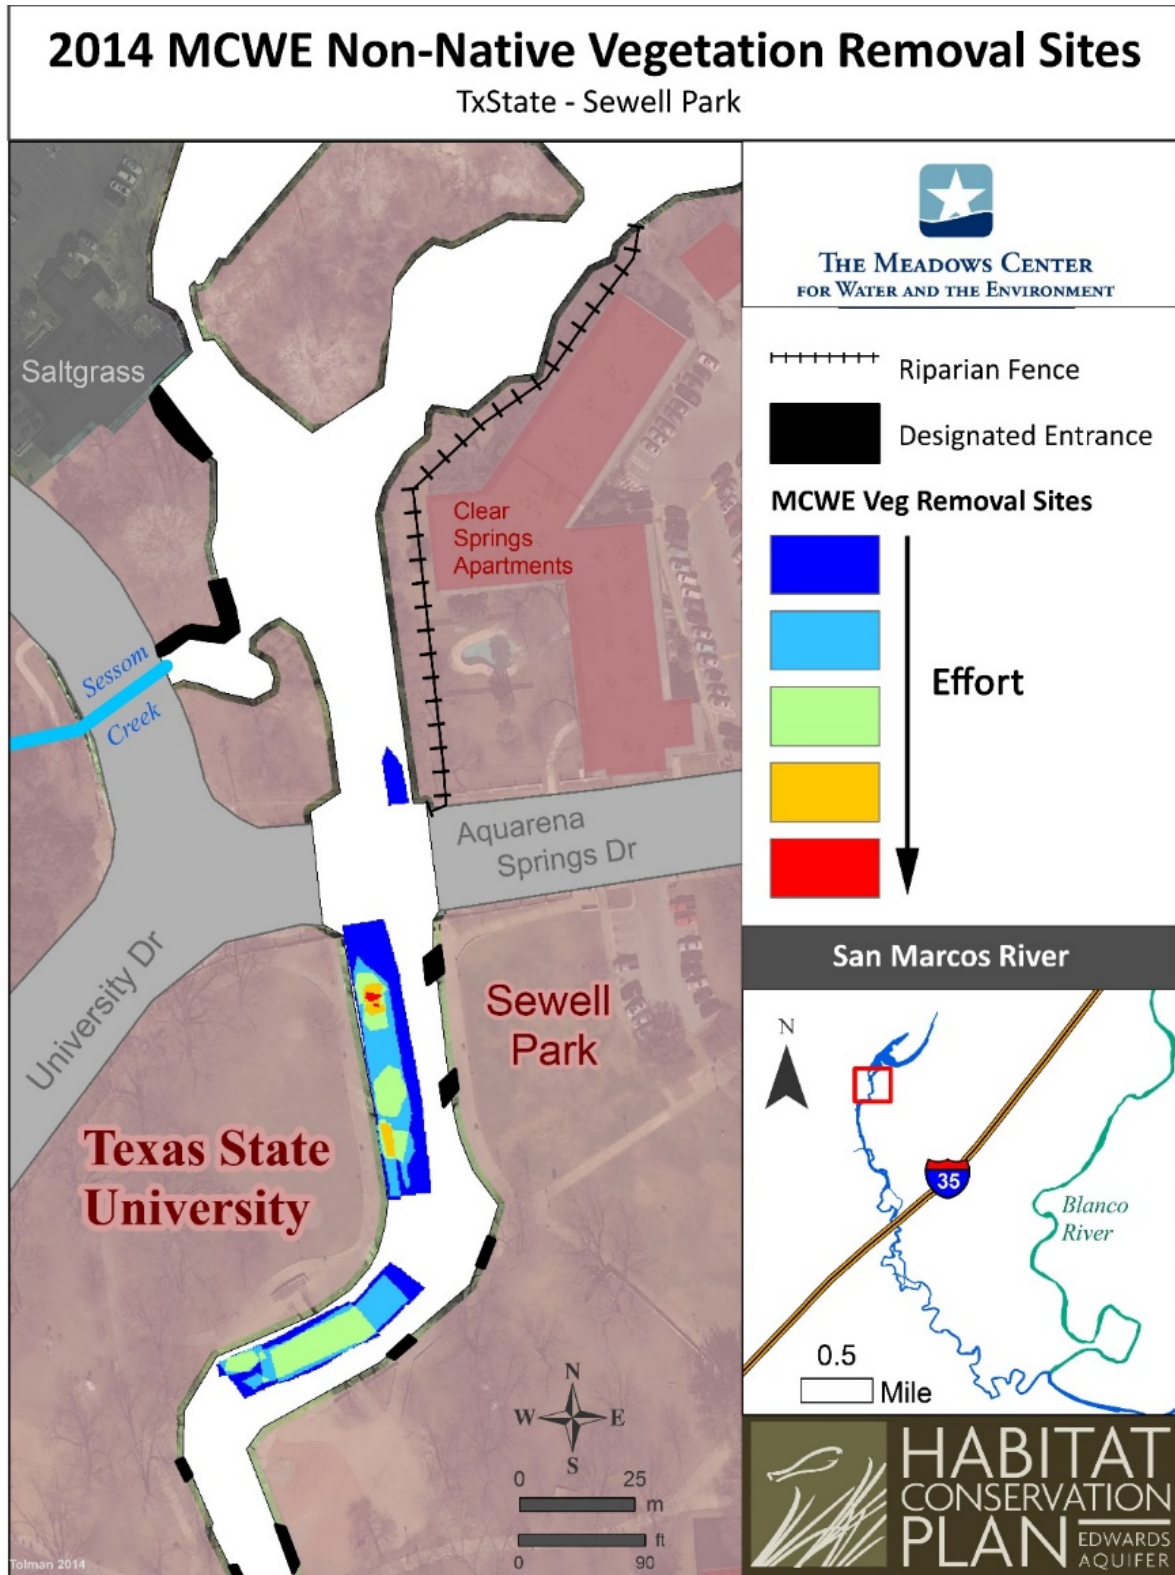 2014 MCWE Non-Native Vegetation Removal Sites
TxState - Sewell Park
Saltgrass
Clear
Springs
Apartments
Sessom
Creek
Aquarena
Springs Dr
University Dr
Sewell
Park
Texas State
University
N
W E
S
0 25
m
ft
0 90
Tolman 2014
THE MEADOWS CENTER
FOR WATER AND THE ENVIRONMENT
Riparian Fence
Designated Entrance
MCWE Veg Removal Sites
Effort
San Marcos River
N
35
Blanco
River
0.5
Mile
HABITAT
CONSERVATION
PLAN
EDWARDS
AQUIFER